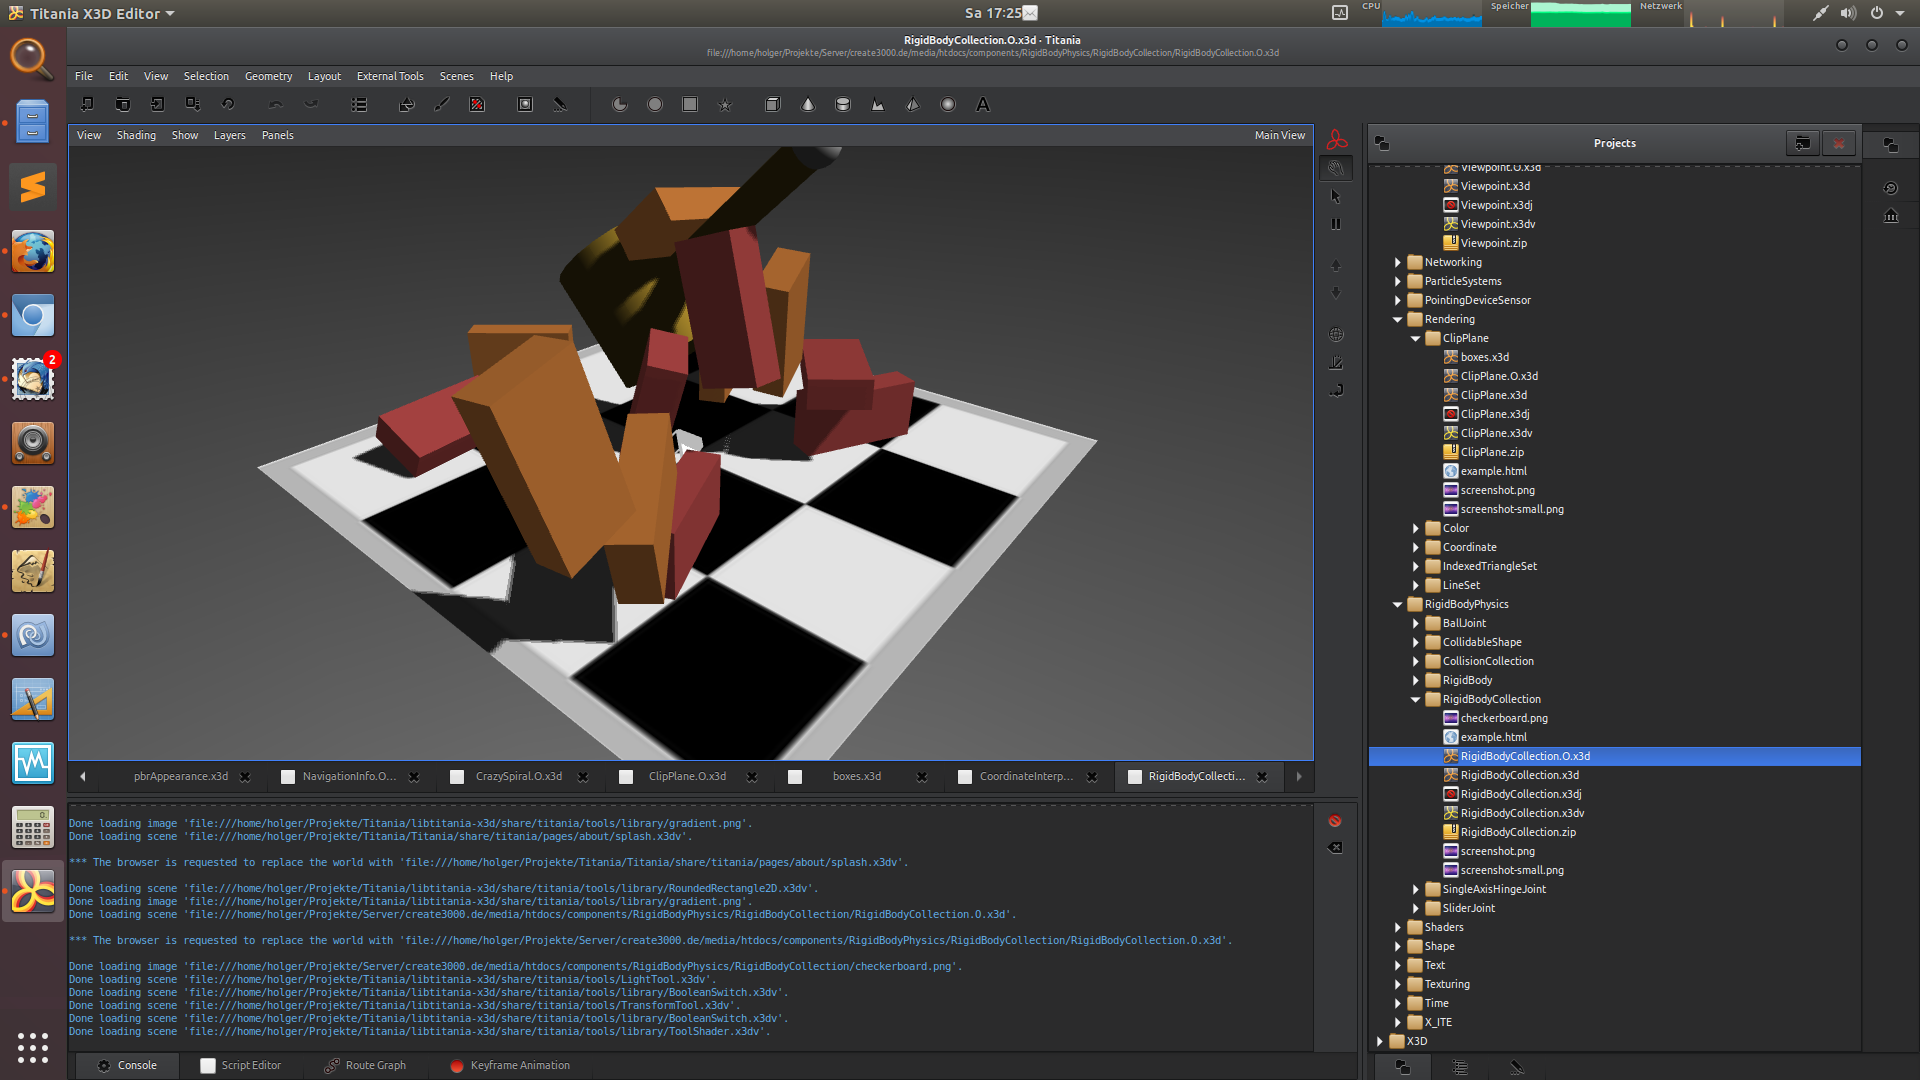 Titania X3D Editor
Sa 17:25
CPU
Speicher
Netzwerk
RigidBodyCollection.O.x3d · Titania
file:///home/holger/Projekte/Server/create3000.de/media/htdocs/components/RigidBodyPhysics/RigidBodyCollection/RigidBodyCollection.O.x3d
File Edit View Selection Geometry Layout External Tools Scenes Help
View Shading Show Layers Panels
Main View
Projects
Viewpoint.O.x3d
Viewpoint.x3d
Viewpoint.x3dj
Viewpoint.x3dv
Viewpoint.zip
Networking
ParticleSystems
PointingDeviceSensor
Rendering
ClipPlane
boxes.x3d
ClipPlane.O.x3d
ClipPlane.x3d
ClipPlane.x3dj
ClipPlane.x3dv
ClipPlane.zip
example.html
screenshot.png
screenshot-small.png
Color
Coordinate
IndexedTriangleSet
LineSet
RigidBodyPhysics
BallJoint
CollidableShape
CollisionCollection
RigidBody
RigidBodyCollection
checkerboard.png
example.html
RigidBodyCollection.O.x3d
RigidBodyCollection.x3d
RigidBodyCollection.x3dj
RigidBodyCollection.x3dv
RigidBodyCollection.zip
screenshot.png
screenshot-small.png
SingleAxisHingeJoint
SliderJoint
Shaders
Shape
Text
Texturing
Time
X_ITE
X3D
2
0.
pbrAppearance.x3d
NavigationInfo.O...
CrazySpiral.O.x3d
ClipPlane.O.x3d
boxes.x3d
CoordinateInterp...
RigidBodyCollecti...
Done loading image 'file:///home/holger/Projekte/Titania/libtitania-x3d/share/titania/tools/library/gradient.png'.
Done loading scene 'file:///home/holger/Projekte/Titania/Titania/share/titania/pages/about/splash.x3dv'.
*** The browser is requested to replace the world with 'file:///home/holger/Projekte/Titania/Titania/share/titania/pages/about/splash.x3dv'.
Done loading scene 'file:///home/holger/Projekte/Titania/libtitania-x3d/share/titania/tools/library/RoundedRectangle2D.x3dv'.
Done loading image 'file:///home/holger/Projekte/Titania/libtitania-x3d/share/titania/tools/library/gradient.png'.
Done loading scene 'file:///home/holger/Projekte/Server/create3000.de/media/htdocs/components/RigidBodyPhysics/RigidBodyCollection/RigidBodyCollection.O.x3d'.
*** The browser is requested to replace the world with 'file:///home/holger/Projekte/Server/create3000.de/media/htdocs/components/RigidBodyPhysics/RigidBodyCollection/RigidBodyCollection.O.x3d'.
Done loading image 'file:///home/holger/Projekte/Server/create3000.de/media/htdocs/components/RigidBodyPhysics/RigidBodyCollection/checkerboard.png'.
Done loading scene 'file:///home/holger/Projekte/Titania/libtitania-x3d/share/titania/tools/LightTool.x3dv'.
Done loading scene 'file:///home/holger/Projekte/Titania/libtitania-x3d/share/titania/tools/library/BooleanSwitch.x3dv'.
Done loading scene 'file:///home/holger/Projekte/Titania/libtitania-x3d/share/titania/tools/TransformTool.x3dv'.
Done loading scene 'file:///home/holger/Projekte/Titania/libtitania-x3d/share/titania/tools/library/BooleanSwitch.x3dv'.
Done loading scene 'file:///home/holger/Projekte/Titania/libtitania-x3d/share/titania/tools/library/ToolShader.x3dv'.
Console
Script Editor
Route Graph
Keyframe Animation